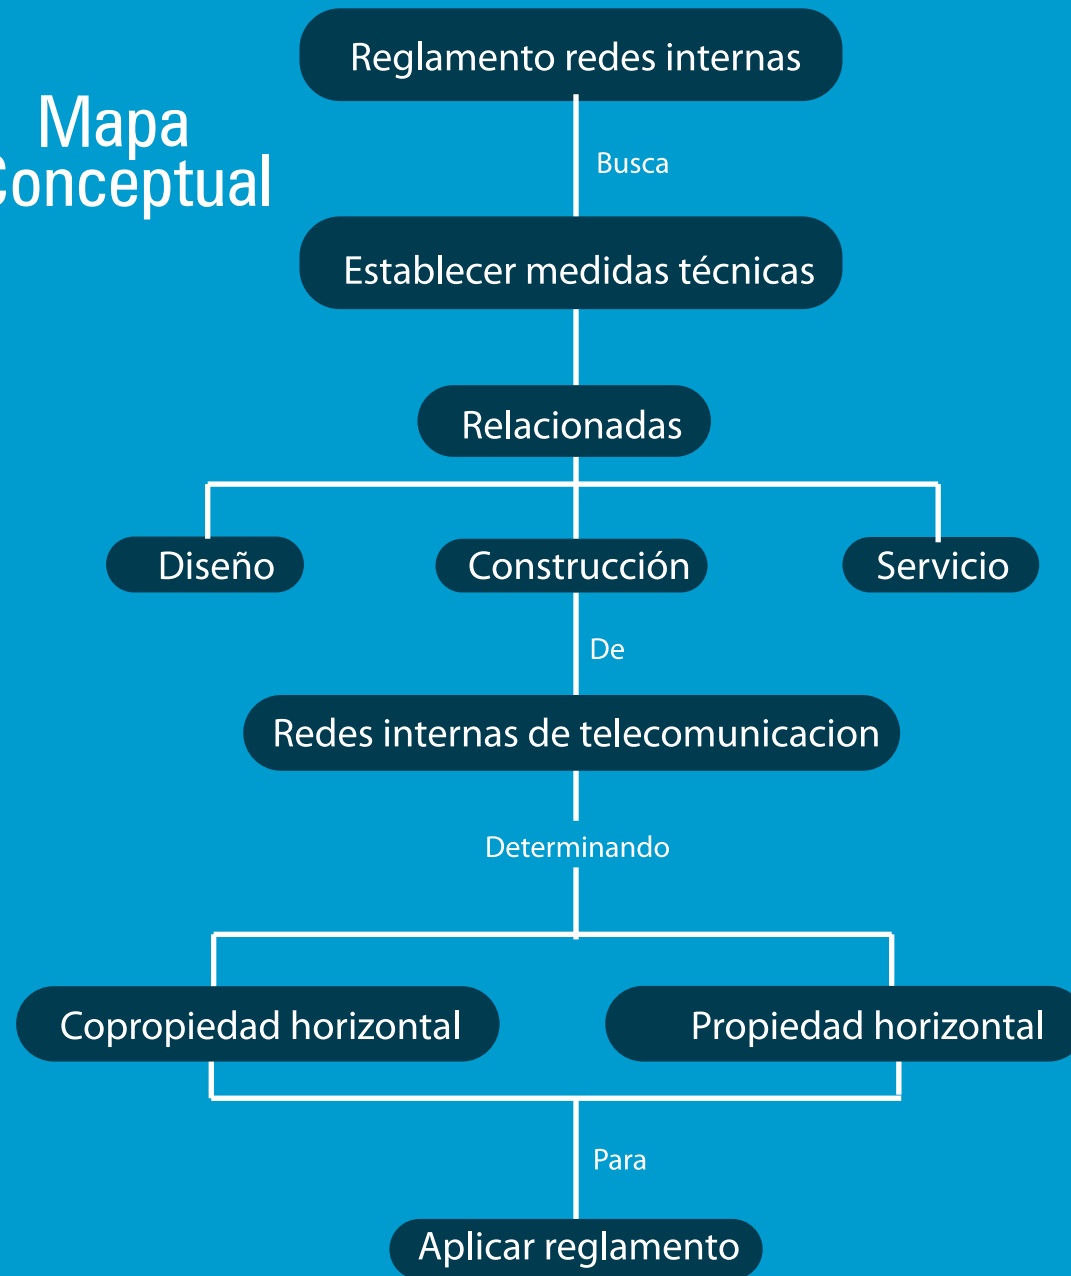 Reglamento redes internas
Mapa
Conceptual
Busca
Establecer medidas técnicas
Relacionadas
Diseño
Construcción
Servicio
De
Redes internas de telecomunicacion
Determinando
Copropiedad horizontal
Propiedad horizontal
Para
Aplicar reglamento